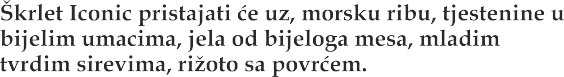 Škrlet Iconic pristajati će uz, morsku ribu, tjestenine u
bijelim umacima, jela od bijeloga mesa, mladim
tvrdim sirevima, rižoto sa povrćem.